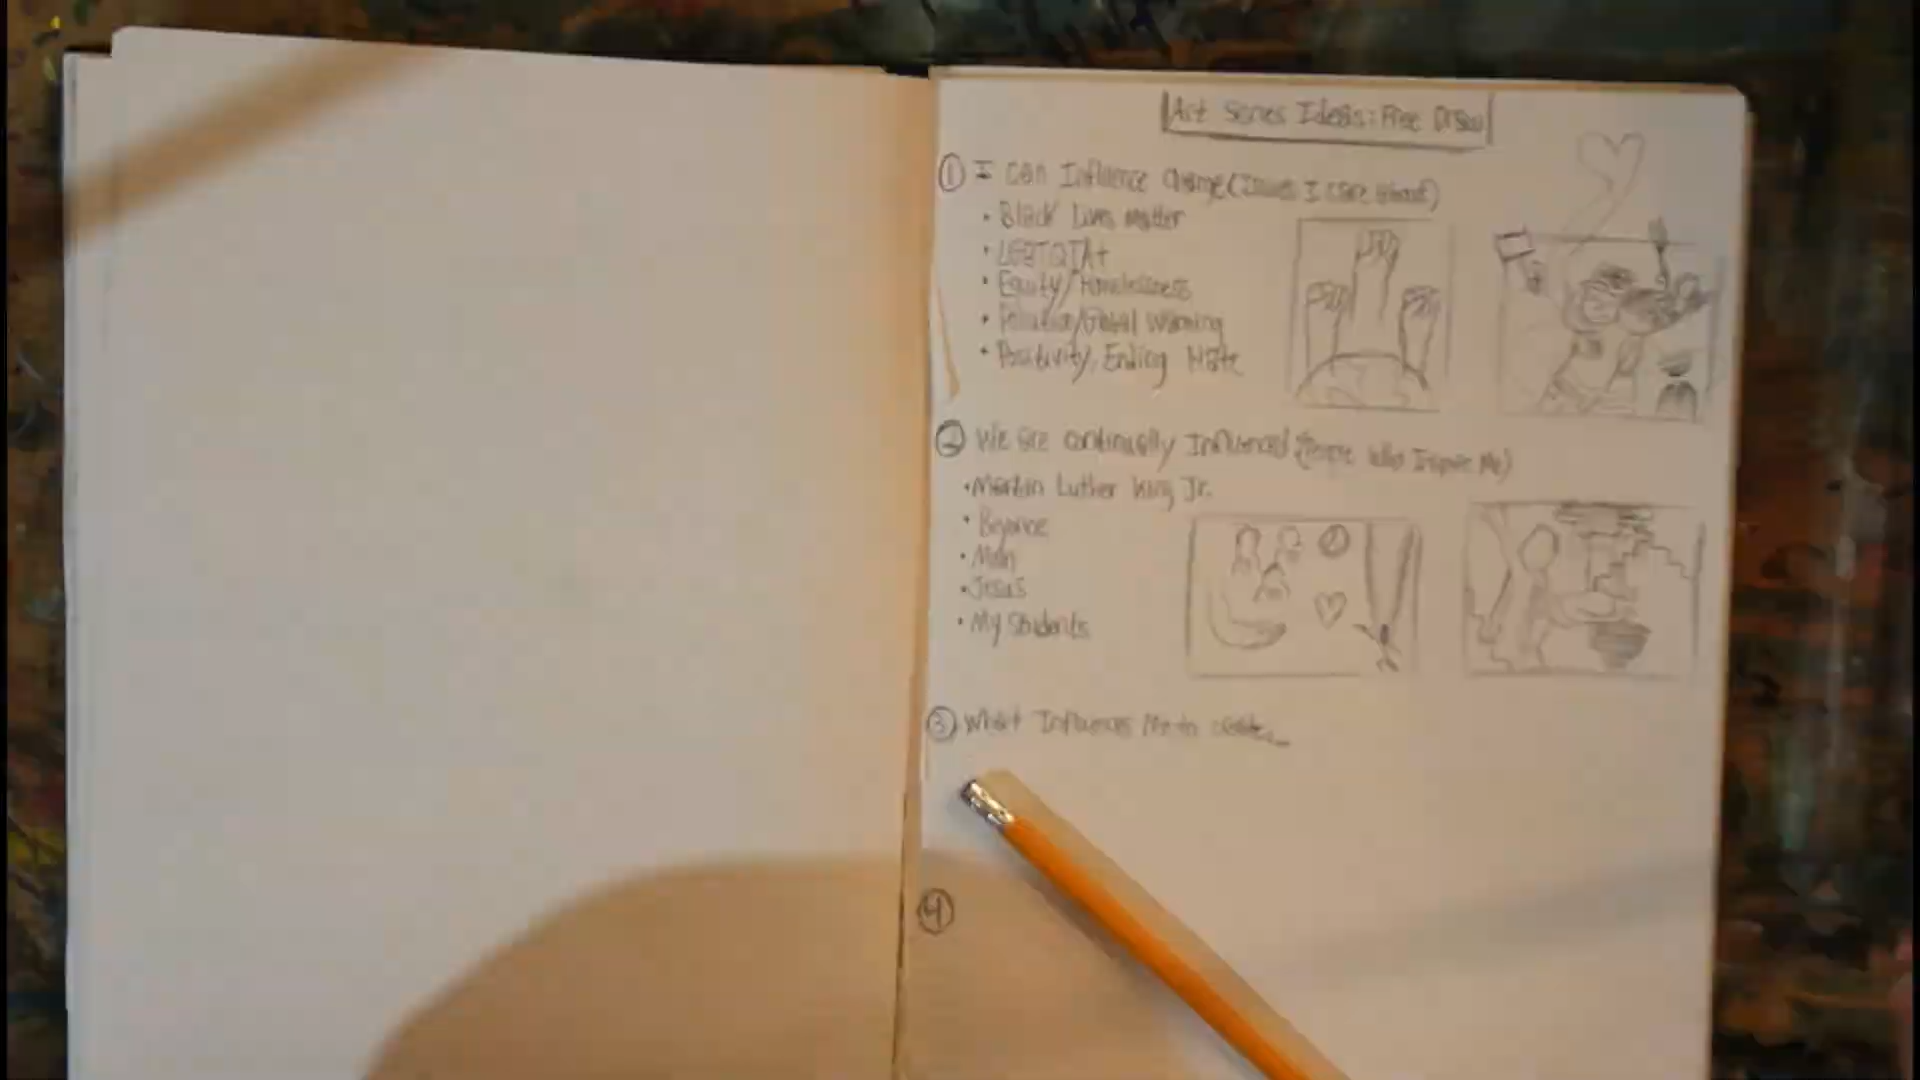 Art Series Ideas: Free Draw
① I can Influence Change (Issues I care about)
• Black Lives Matter
• LGBTQIA+
• Equity/Homelessness
• Pollution/Global Warming
• Positivity, Ending Hate
② We are continually Influenced (People Who Inspire Me)
• Martin Luther King Jr.
• Beyonce
• Mom
• Jesus
• My Students
③ What Influences Me to create...
④